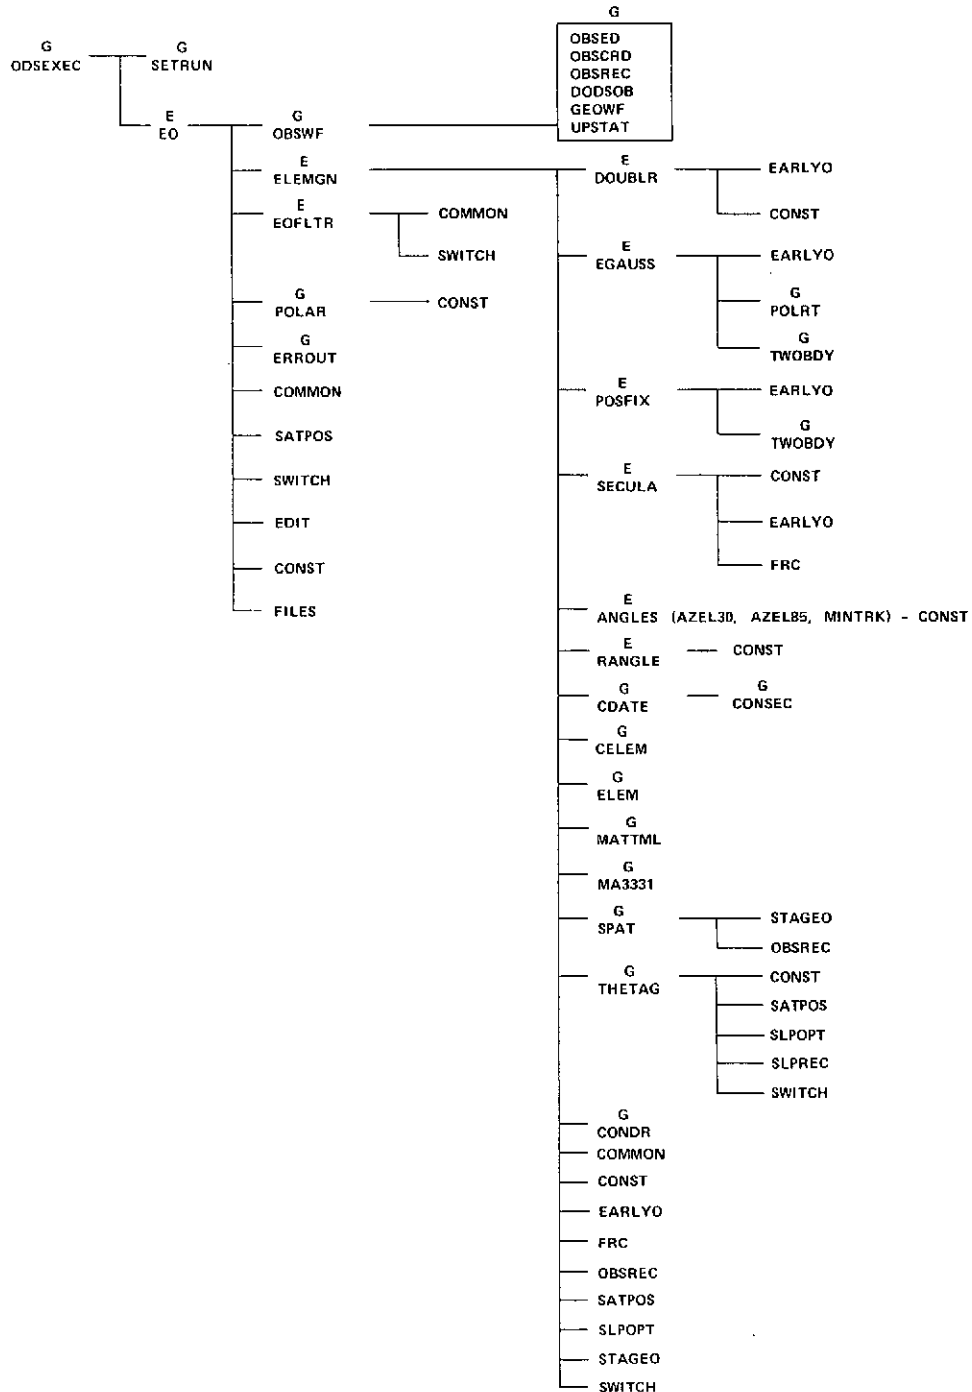 G
ODSEXEC
G
SETRUN
E
EO
G
OBSWF
G
OBSED
OBSCRD
OBSREC
DODSOB
GEOWF
UPSTAT
E
ELEMGN
E
EOFLTR
COMMON
SWITCH
G
POLAR
CONST
G
ERROUT
COMMON
SATPOS
SWITCH
EDIT
CONST
FILES
E
DOUBLR
EARLYO
CONST
E
EGAUSS
EARLYO
G
POLRT
G
TWOBDY
E
POSFIX
EARLYO
G
TWOBDY
E
SECULA
CONST
EARLYO
FRC
E
ANGLES (AZEL30, AZEL85, MINTRK) - CONST
E
RANGLE
CONST
G
CDATE
G
CONSEC
G
CELEM
G
ELEM
G
MATTML
G
MA3331
G
SPAT
STAGEO
OBSREC
G
THETAG
CONST
SATPOS
SLPOPT
SLPREC
SWITCH
G
CONDR
COMMON
CONST
EARLYO
FRC
OBSREC
SATPOS
SLPOPT
STAGEO
SWITCH